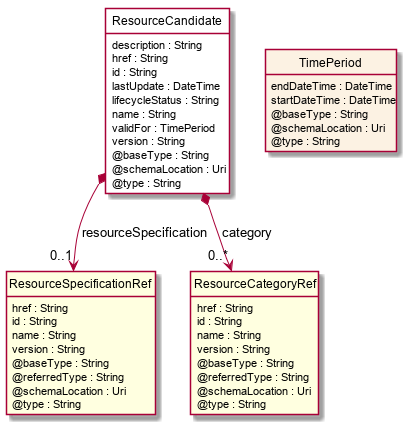 ResourceCandidate
description : String
href : String
id : String
lastUpdate : DateTime
lifecycleStatus : String
name : String
validFor : TimePeriod
version : String
@baseType : String
@schemaLocation : Uri
@type : String
TimePeriod
endDateTime : DateTime
startDateTime : DateTime
@baseType : String
@schemaLocation : Uri
@type : String
resourceSpecification
category
0..1
0..*
ResourceSpecificationRef
href : String
id : String
name : String
version : String
@baseType : String
@referredType : String
@schemaLocation : Uri
@type : String
ResourceCategoryRef
href : String
id : String
name : String
version : String
@baseType : String
@referredType : String
@schemaLocation : Uri
@type : String